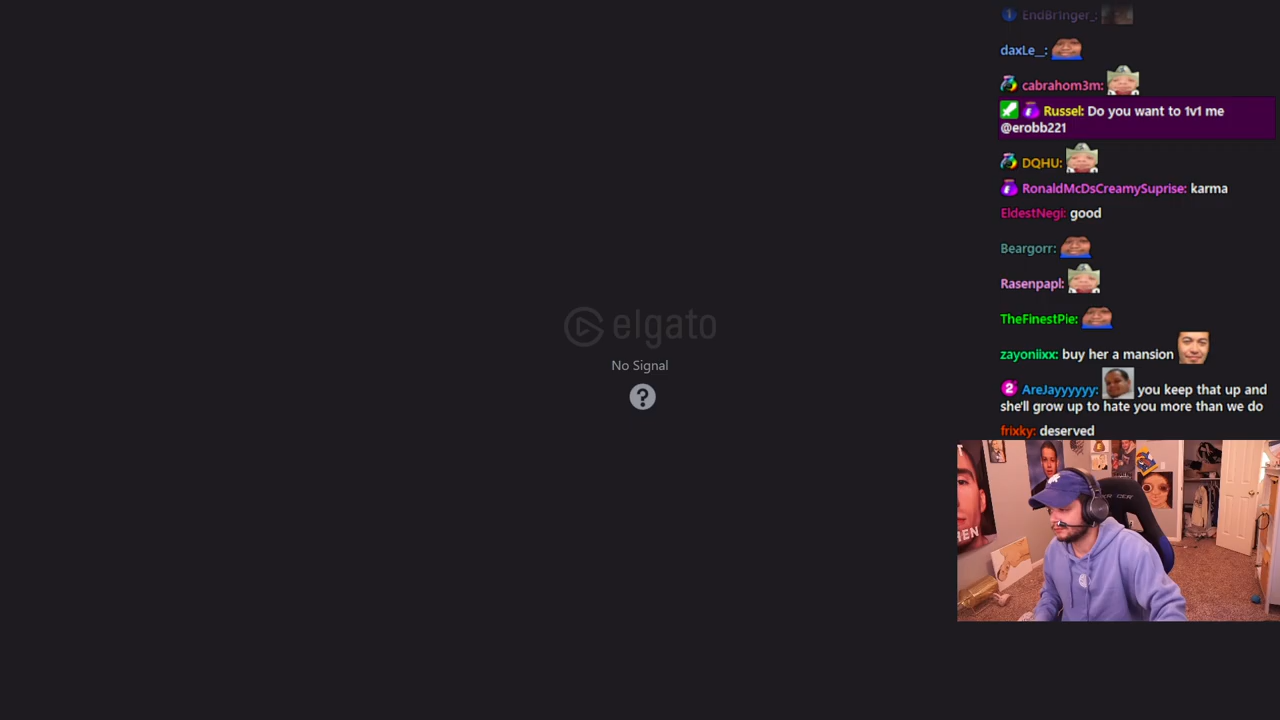 EndBr1nger_:
daxLe__:
cabrahom3m:
Russel: Do you want to 1v1 me
@erobb221
DQHU:
RonaldMcDsCreamySuprise: karma
EldestNegi: good
Beargorr:
Rasenpapl:
elgato
TheFinestPie:
zayoniixx: buy her a mansion
No Signal
?
2 AreJayyyyyy: you keep that up and
she'll grow up to hate you more than we do
frixky: deserved